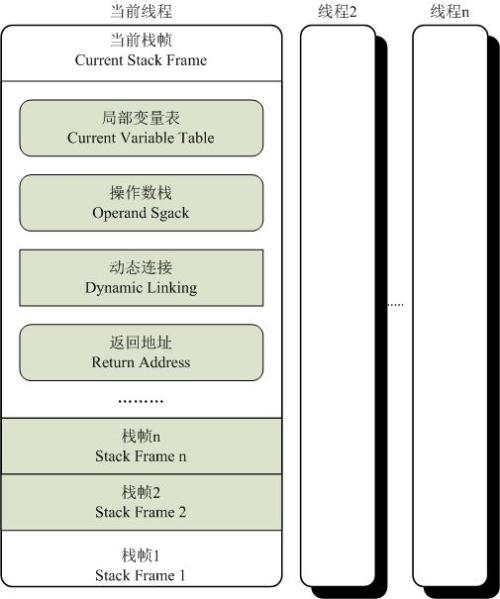 当前线程
线程2
线程n
当前栈帧
Current Stack Frame
局部变量表
Current Variable Table
操作数栈
Operand Sgack
动态连接
Dynamic Linking
返回地址
Return Address
………
栈帧n
Stack Frame n
栈帧2
Stack Frame 2
栈帧1
Stack Frame 1
.....